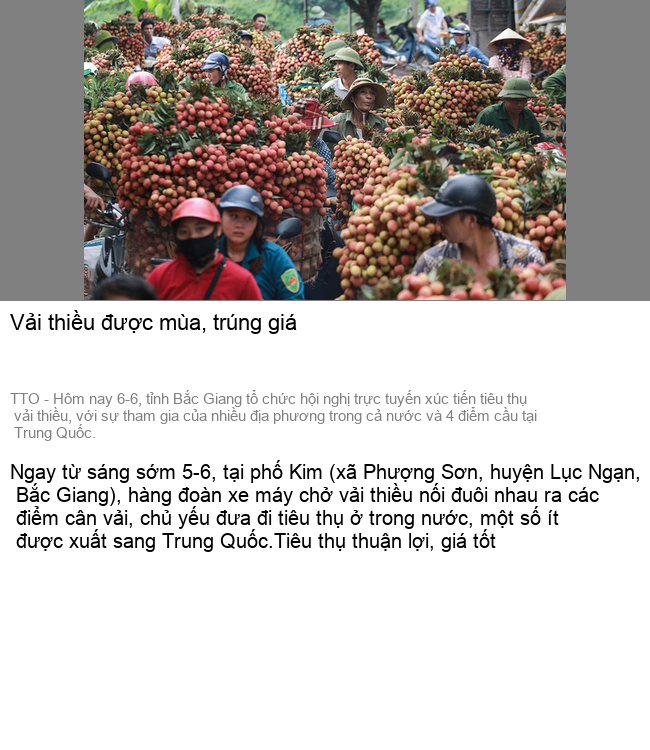 Vải thiều được mùa, trúng giá
TTO - Hôm nay 6-6, tỉnh Bắc Giang tổ chức hội nghị trực tuyến xúc tiến tiêu thụ
vải thiều, với sự tham gia của nhiều địa phương trong cả nước và 4 điểm cầu tại
Trung Quốc.
Ngay từ sáng sớm 5-6, tại phố Kim (xã Phượng Sơn, huyện Lục Ngạn,
Bắc Giang), hàng đoàn xe máy chở vải thiều nối đuôi nhau ra các
điểm cân vải, chủ yếu đưa đi tiêu thụ ở trong nước, một số ít
được xuất sang Trung Quốc.Tiêu thụ thuận lợi, giá tốt